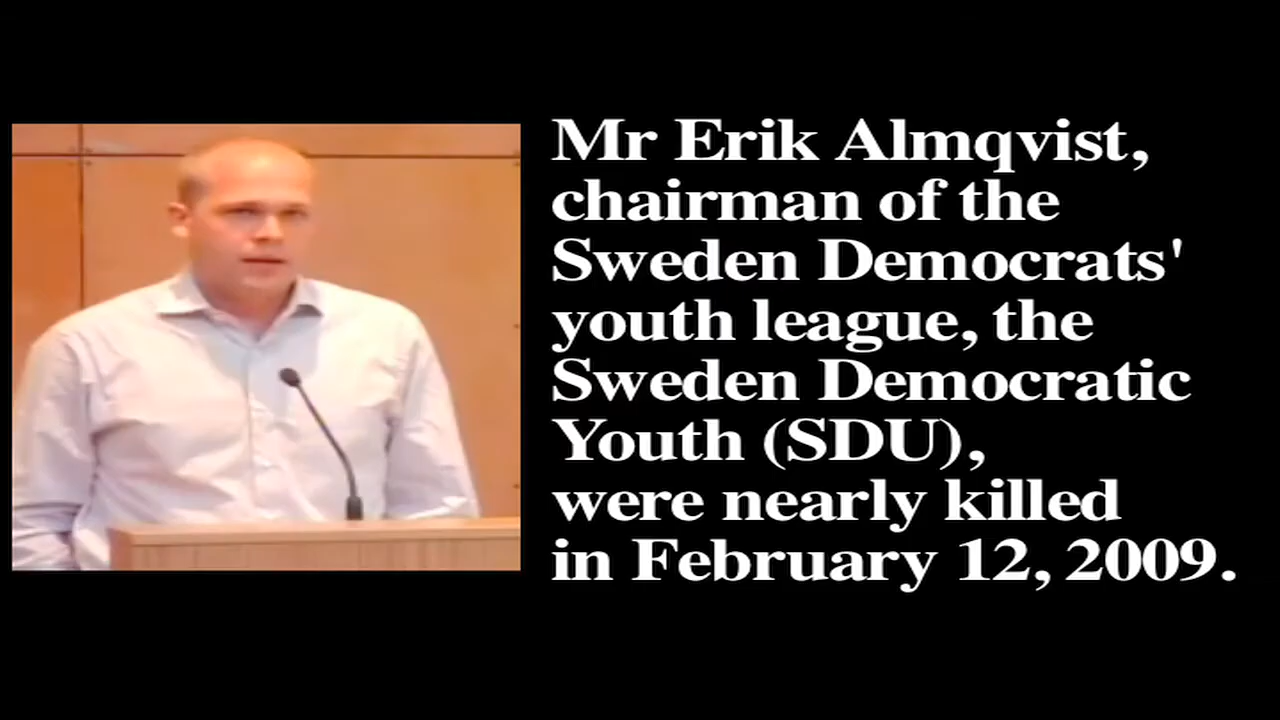 Mr Erik Almqvist,
chairman of the
Sweden Democrats'
youth league, the
Sweden Democratic
Youth (SDU),
were nearly killed
in February 12, 2009.